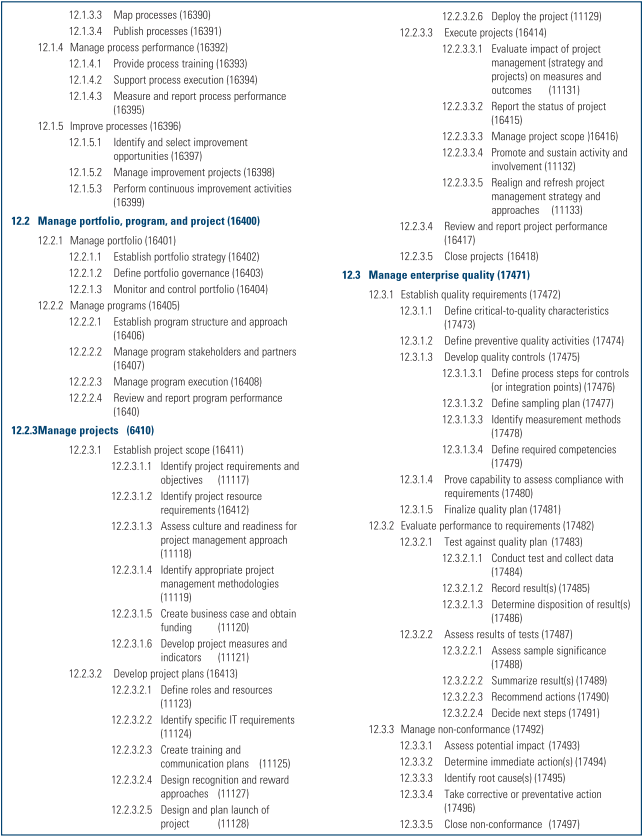 12.1.3.3 Map processes (16390)
12.1.3.4 Publish processes (16391)
12.1.4 Manage process performance (16392)
12.1.4.1 Provide process training (16393)
12.1.4.2 Support process execution (16394)
12.1.4.3 Measure and report process performance
(16395)
12.1.5 Improve processes (16396)
12.1.5.1 Identify and select improvement
opportunities (16397)
12.1.5.2 Manage improvement projects (16398)
12.1.5.3 Perform continuous improvement activities
(16399)
12.2 Manage portfolio, program, and project (16400)
12.2.1 Manage portfolio (16401)
12.2.1.1 Establish portfolio strategy (16402)
12.2.1.2 Define portfolio governance (16403)
12.2.1.3 Monitor and control portfolio (16404)
12.2.2 Manage programs (16405)
12.2.2.1 Establish program structure and approach
(16406)
12.2.2.2 Manage program stakeholders and partners
(16407)
12.2.2.3 Manage program execution (16408)
12.2.2.4 Review and report program performance
(1640)
12.2.3Manage projects (6410)
12.2.3.1 Establish project scope (16411)
12.2.3.1.1 Identify project requirements and
objectives (11117)
12.2.3.1.2 Identify project resource
requirements (16412)
12.2.3.1.3 Assess culture and readiness for
project management approach
(11118)
12.2.3.1.4 Identify appropriate project
management methodologies
(11119)
12.2.3.1.5 Create business case and obtain
funding (11120)
12.2.3.1.6 Develop project measures and
indicators (11121)
12.2.3.2 Develop project plans (16413)
12.2.3.2.1 Define roles and resources
(11123)
12.2.3.2.2 Identify specific IT requirements
(11124)
12.2.3.2.3 Create training and
communication plans (11125)
12.2.3.2.4 Design recognition and reward
approaches (11127)
12.2.3.2.5 Design and plan launch of
project (11128)
12.2.3.2.6 Deploy the project (11129)
12.2.3.3 Execute projects (16414)
12.2.3.3.1 Evaluate impact of project
management (strategy and
projects) on measures and
outcomes (11131)
12.2.3.3.2 Report the status of project
(16415)
12.2.3.3.3 Manage project scope )16416)
12.2.3.3.4 Promote and sustain activity and
involvement (11132)
12.2.3.3.5 Realign and refresh project
management strategy and
approaches (11133)
12.2.3.4 Review and report project performance
(16417)
12.2.3.5 Close projects (16418)
12.3 Manage enterprise quality (17471)
12.3.1 Establish quality requirements (17472)
12.3.1.1 Define critical-to-quality characteristics
(17473)
12.3.1.2 Define preventive quality activities (17474)
12.3.1.3 Develop quality controls (17475)
12.3.1.3.1 Define process steps for controls
(or integration points) (17476)
12.3.1.3.2 Define sampling plan (17477)
12.3.1.3.3 Identify measurement methods
(17478)
12.3.1.3.4 Define required competencies
(17479)
12.3.1.4 Prove capability to assess compliance with
requirements (17480)
12.3.1.5 Finalize quality plan (17481)
12.3.2 Evaluate performance to requirements (17482)
12.3.2.1 Test against quality plan (17483)
12.3.2.1.1 Conduct test and collect data
(17484)
12.3.2.1.2 Record result(s) (17485)
12.3.2.1.3 Determine disposition of result(s)
(17486)
12.3.2.2 Assess results of tests (17487)
12.3.2.2.1 Assess sample significance
(17488)
12.3.2.2.2 Summarize result(s) (17489)
12.3.2.2.3 Recommend actions (17490)
12.3.2.2.4 Decide next steps (17491)
12.3.3 Manage non-conformance (17492)
12.3.3.1 Assess potential impact (17493)
12.3.3.2 Determine immediate action(s) (17494)
12.3.3.3 Identify root cause(s) (17495)
12.3.3.4 Take corrective or preventative action
(17496)
12.3.3.5 Close non-conformance (17497)